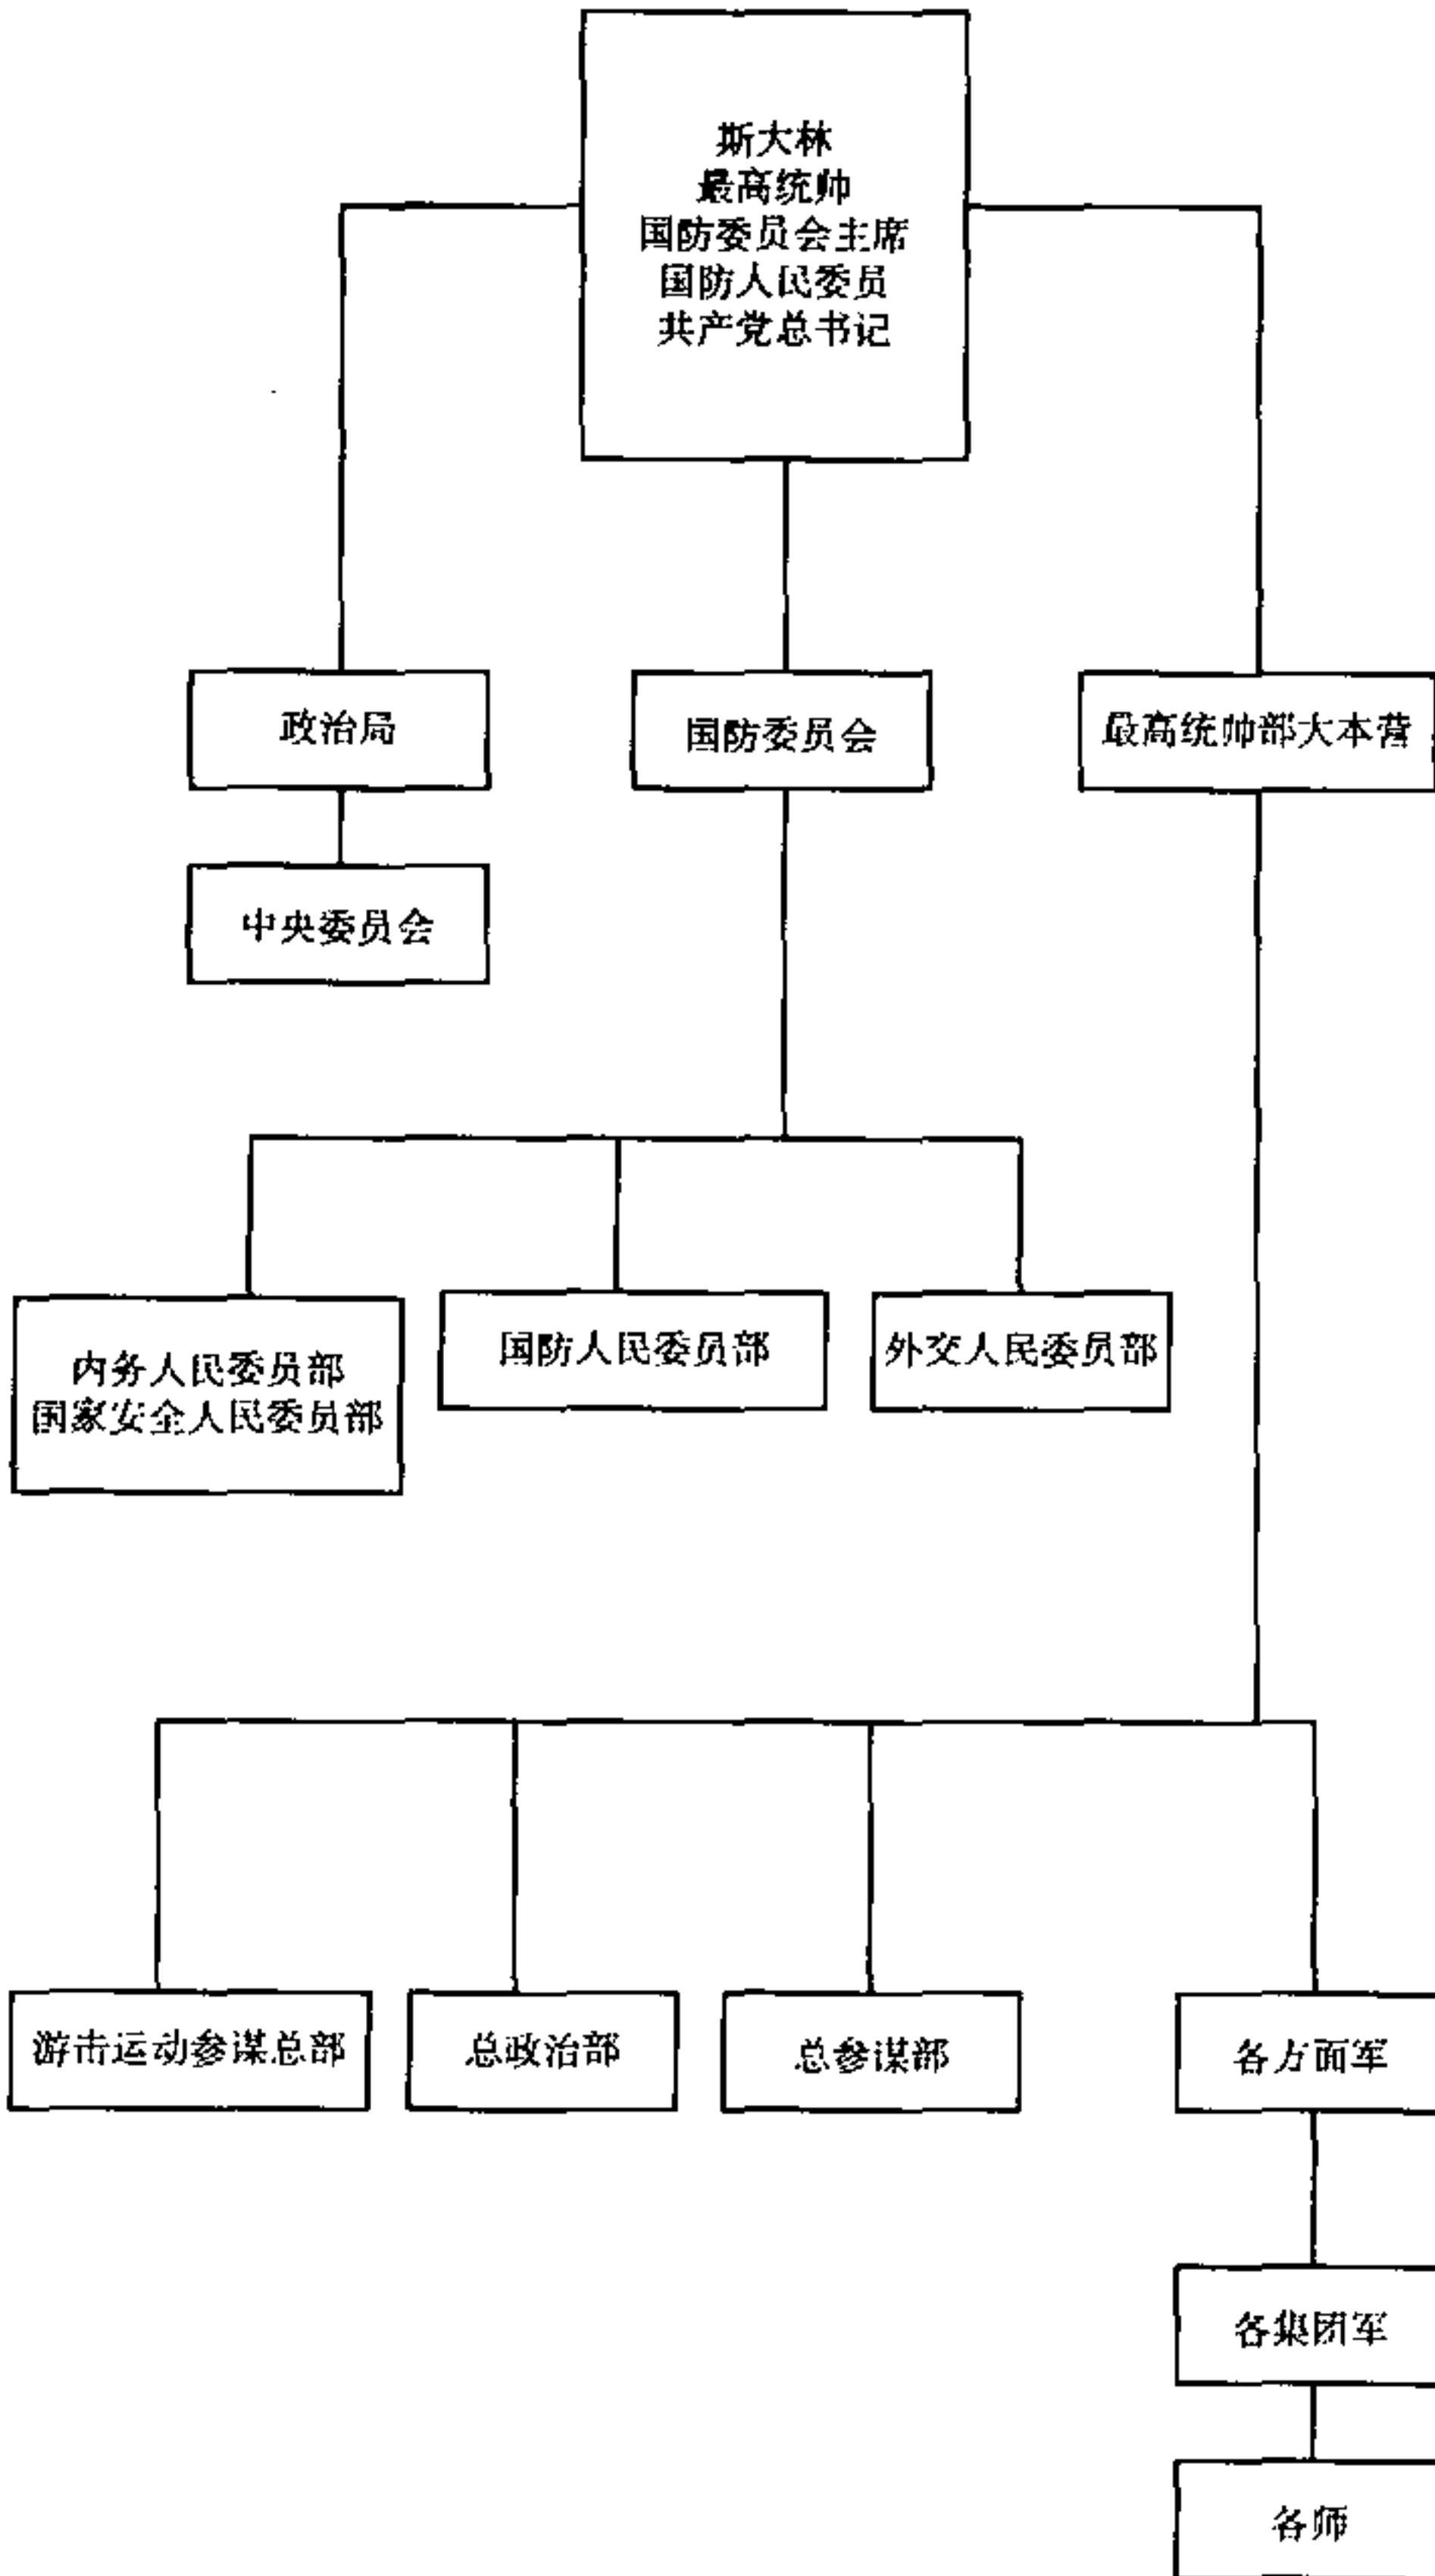 斯大林
最高统帅
国防委员会主席
国防人民委员
共产党总书记
政治局
国防委员会
最高统帅部大本营
中央委员会
内务人民委员部
国家安全人民委员部
国防人民委员部
外交人民委员部
游击运动参谋总部
总政治部
总参谋部
各方面军
各集团军
各师